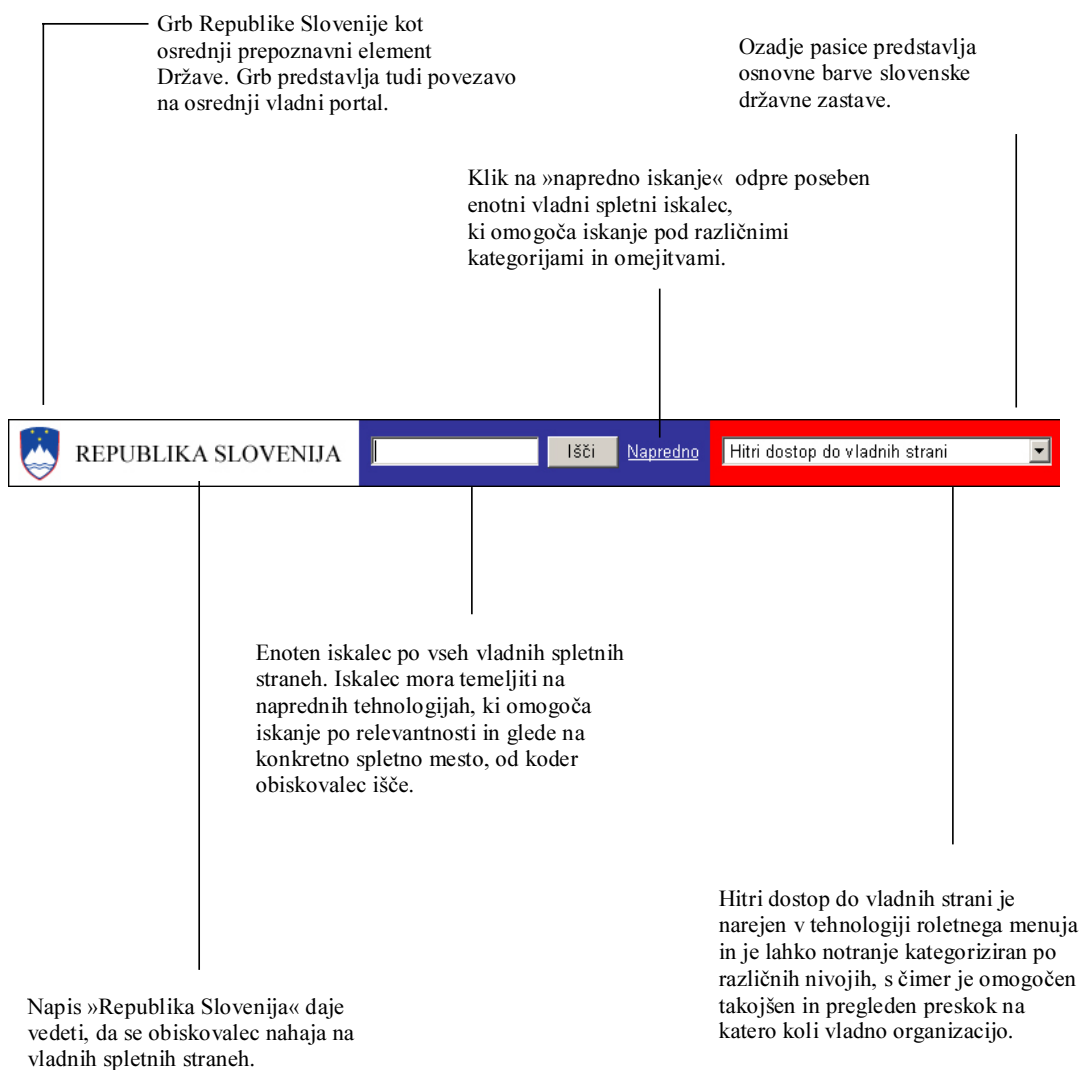 Grb Republike Slovenije kot
osrednji prepoznavni element
Države. Grb predstavlja tudi povezavo
na osrednji vladni portal.
Ozadje pasice predstavlja
osnovne barve slovenske
državne zastave.
Klik na »napredno iskanje« odpre poseben
enotni vladni spletni iskalec,
ki omogoča iskanje pod različnimi
kategorijami in omejitvami.
REPUBLIKA SLOVENIJA
Išči
Napredno
Hitri dostop do vladnih strani
Enoten iskalec po vseh vladnih spletnih
straneh. Iskalec mora temeljiti na
naprednih tehnologijah, ki omogoča
iskanje po relevantnosti in glede na
konkretno spletno mesto, od koder
obiskovalec išče.
Hitri dostop do vladnih strani je
narejen v tehnologiji roletnega menuja
in je lahko notranje kategoriziran po
različnih nivojih, s čimer je omogočen
takojšen in pregleden preskok na
katero koli vladno organizacijo.
Napis »Republika Slovenija« daje
vedeti, da se obiskovalec nahaja na
vladnih spletnih straneh.